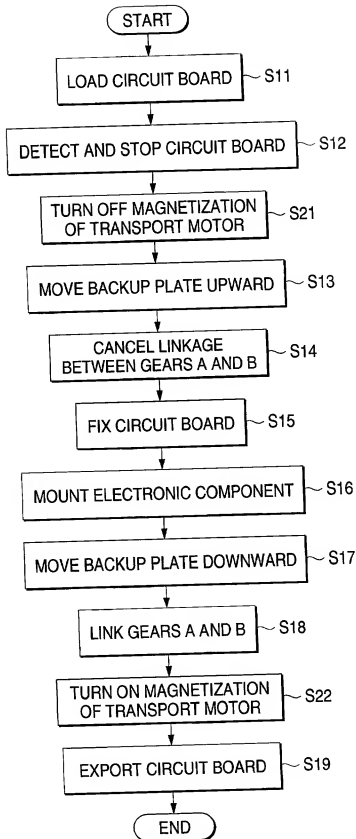 START
LOAD CIRCUIT BOARD
S11
DETECT AND STOP CIRCUIT BOARD
S12
TURN OFF MAGNETIZATION
OF TRANSPORT MOTOR
S21
MOVE BACKUP PLATE UPWARD
S13
CANCEL LINKAGE
BETWEEN GEARS A AND B
S14
FIX CIRCUIT BOARD
S15
MOUNT ELECTRONIC COMPONENT
S16
MOVE BACKUP PLATE DOWNWARD
S17
LINK GEARS A AND B
S18
TURN ON MAGNETIZATION
OF TRANSPORT MOTOR
S22
EXPORT CIRCUIT BOARD
S19
END